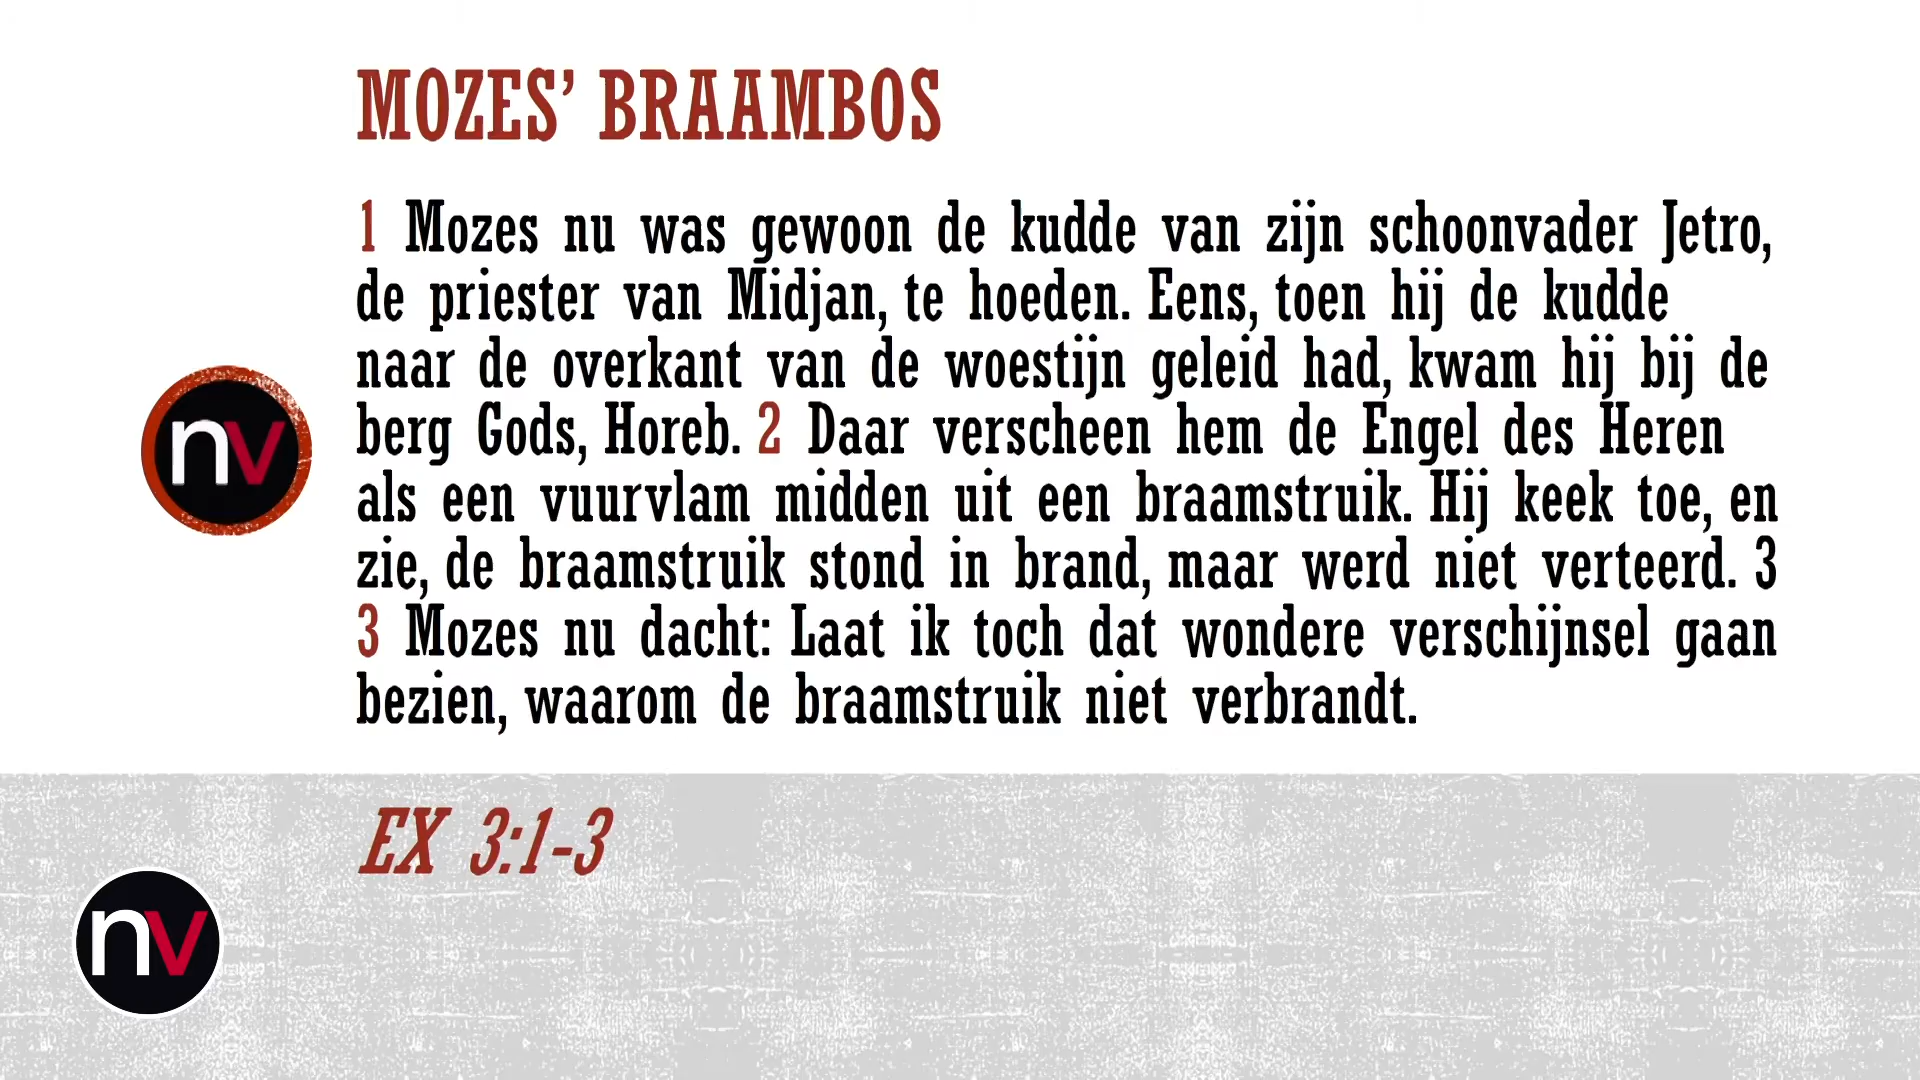 MOZES’ BRAAMBOS
1 Mozes nu was gewoon de kudde van zijn schoonvader Jetro,
de priester van Midjan, te hoeden. Eens, toen hij de kudde
naar de overkant van de woestijn geleid had, kwam hij bij de
berg Gods, Horeb. 2 Daar verscheen hem de Engel des Heren
als een vuurvlam midden uit een braamstruik. Hij keek toe, en
zie, de braamstruik stond in brand, maar werd niet verteerd. 3
3 Mozes nu dacht: Laat ik toch dat wondere verschijnsel gaan
bezien, waarom de braamstruik niet verbrandt.
nv
EX 3:1-3
nv